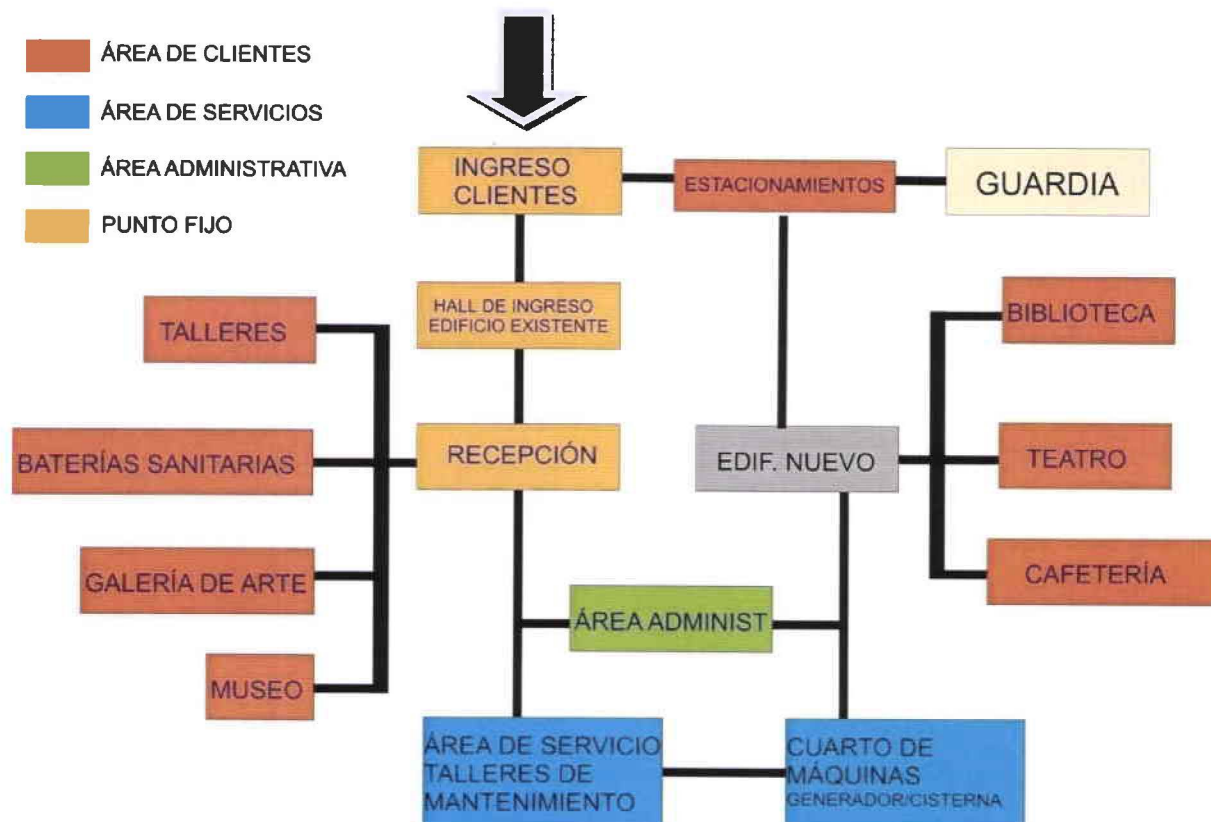 ÁREA DE CLIENTES
ÁREA DE SERVICIOS
ÁREA ADMINISTRATIVA
PUNTO FIJO
INGRESO
CLIENTES
ESTACIONAMIENTOS
GUARDIA
HALL DE INGRESO
EDIFICIO EXISTENTE
TALLERES
BIBLIOTECA
BATERÍAS SANITARIAS
RECEPCIÓN
EDIF. NUEVO
TEATRO
GALERÍA DE ARTE
CAFETERÍA
ÁREA ADMINIST
MUSEO
ÁREA DE SERVICIO
TALLERES DE
MANTENIMIENTO
CUARTO DE
MÁQUINAS
GENERADOR/CISTERNA